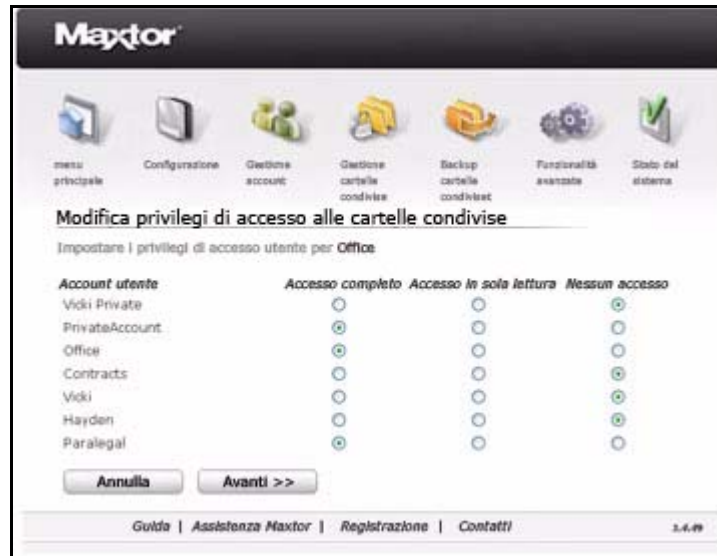 Maxtor
menu principale
Configurazione
Gestione account
Gestione cartelle condivise
Backup cartelle condiviset
Funzionalità avanzate
Stato del sistema
Modifica privilegi di accesso alle cartelle condivise
Impostare i privilegi di accesso utente per Office
Account utente Accesso completo Accesso in sola lettura Nessun accesso
Vicki Private
PrivateAccount
Office
Contracts
Vicki
Hayden
Paralegal
Annulla Avanti >>
Guida | Assistenza Maxtor | Registrazione | Contatti